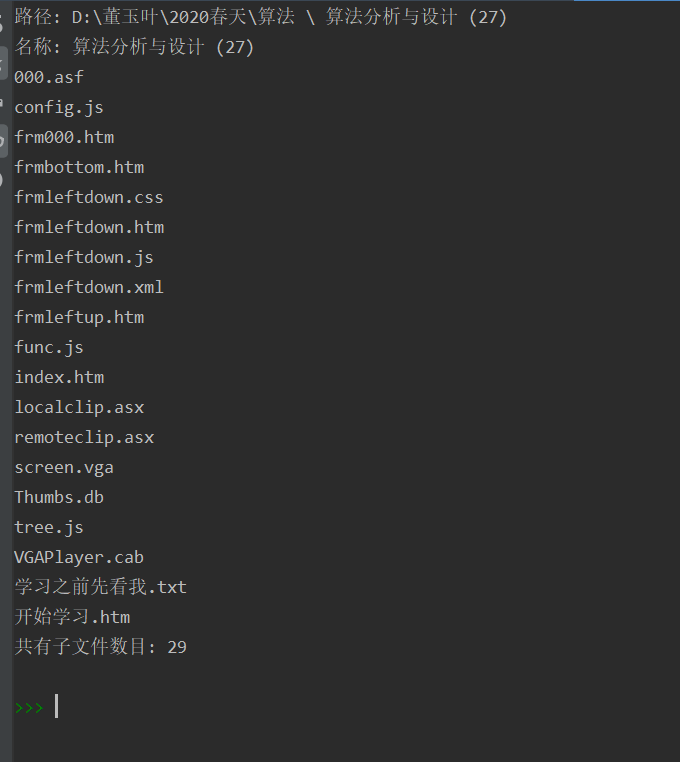 路径: D:\董玉叶\2020春天\算法 \ 算法分析与设计 (27)
名称: 算法分析与设计 (27)
000.asf
config.js
frm000.htm
frmbottom.htm
frmleftdown.css
frmleftdown.htm
frmleftdown.js
frmleftdown.xml
frmleftup.htm
func.js
index.htm
localclip.asx
remoteclip.asx
screen.vga
Thumbs.db
tree.js
VGAPlayer.cab
学习之前先看我.txt
开始学习.htm
共有子文件数目: 29
>>>